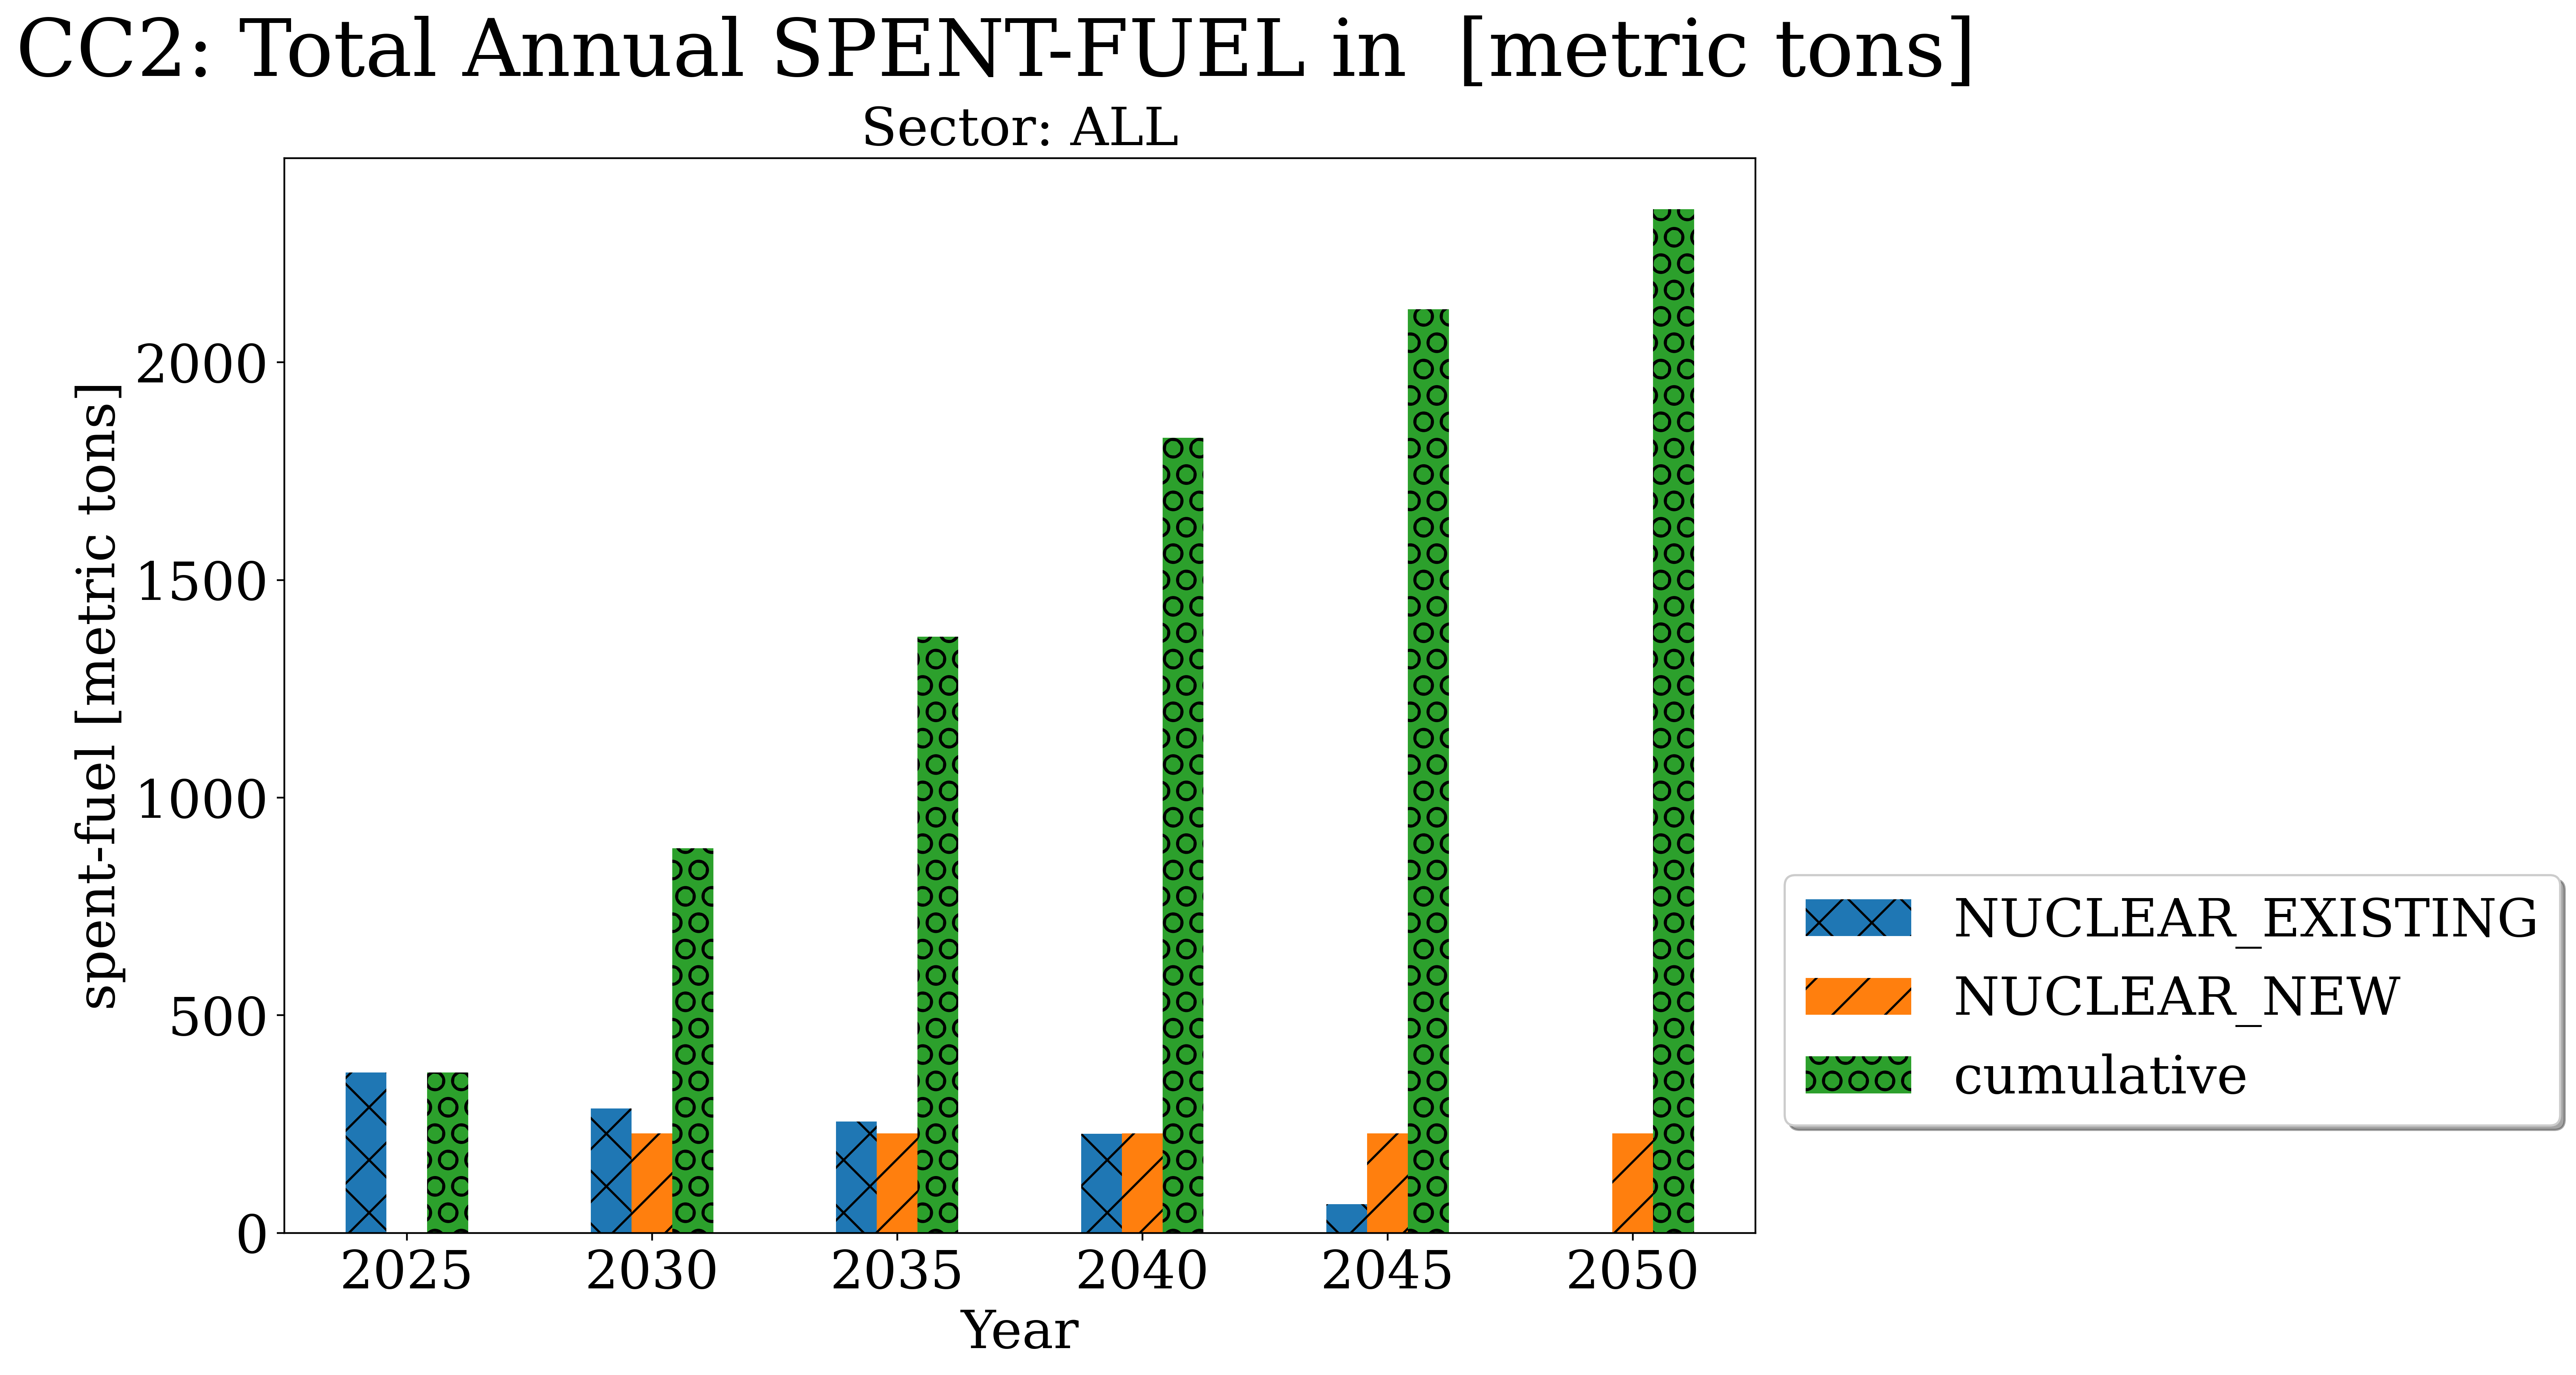 CC2: Total Annual SPENT-FUEL in  [metric tons]
Sector: ALL
spent-fuel [metric tons]
2000
1500
1000
500
0
2025 2030 2035 2040 2045 2050
Year
NUCLEAR_EXISTING
NUCLEAR_NEW
cumulative